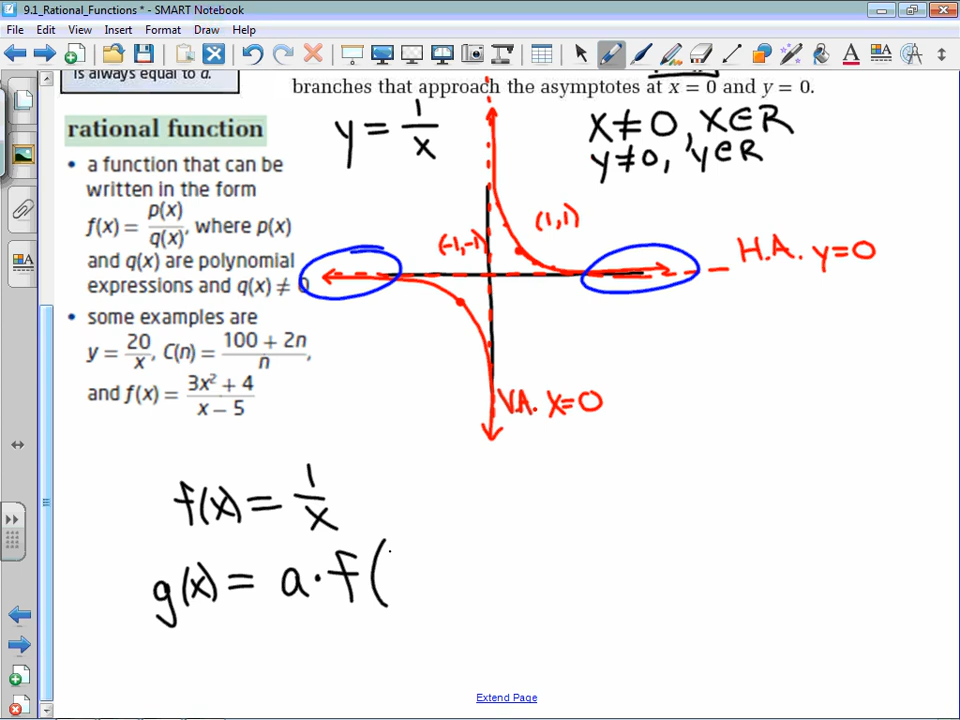 9.1_Rational_Functions * - SMART Notebook
File Edit View Insert Format Draw Help
is always equal to a.
branches that approach the asymptotes at x = 0 and y = 0.
rational function
• a function that can be
written in the form
f(x) = p(x)/q(x), where p(x)
and q(x) are polynomial
expressions and q(x) ≠ 0
• some examples are
y = 20/x, C(n) = (100 + 2n)/n,
and f(x) = (3x² + 4)/(x − 5)
y = 1/x
x ≠ 0, x ∈ R
y ≠ 0, y ∈ R
(1,1)
(-1,-1)
H.A. y=0
V.A. x=0
f(x) = 1/x
g(x) = a·f(
Extend Page